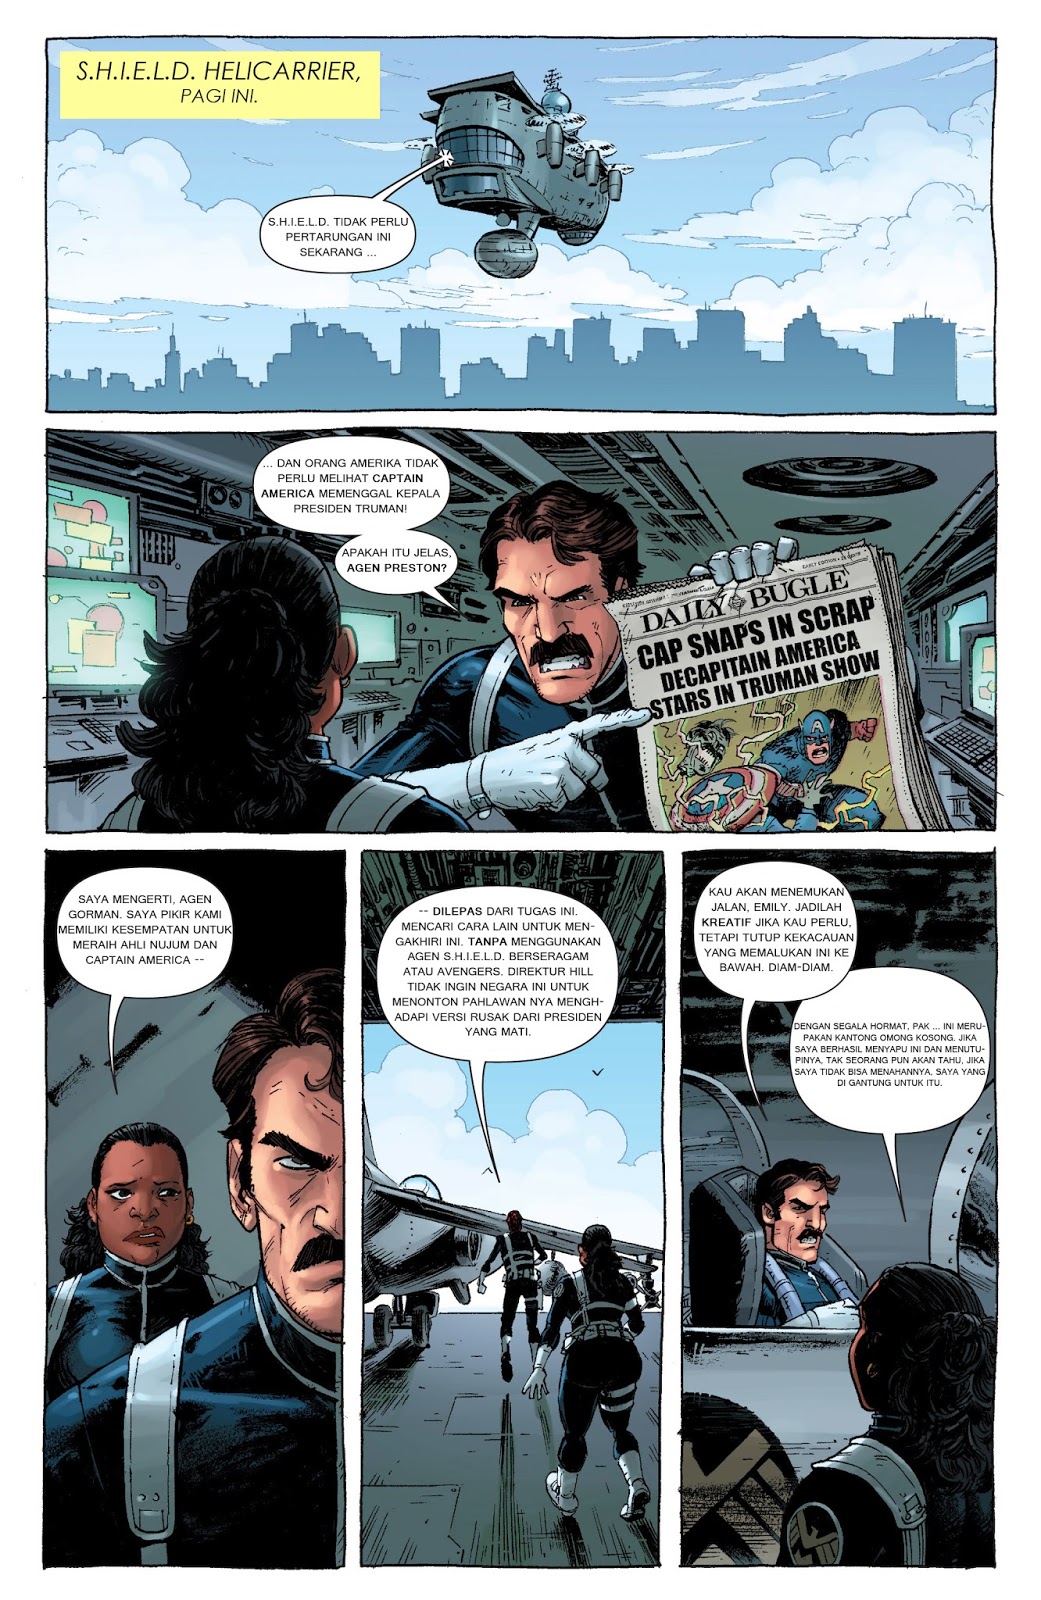 S.H.I.E.L.D. HELICARRIER,
PAGI INI.
S.H.I.E.L.D. TIDAK PERLU
PERTARUNGAN INI
SEKARANG ...
... DAN ORANG AMERIKA TIDAK
PERLU MELIHAT CAPTAIN
AMERICA MEMENGGAL KEPALA
PRESIDEN TRUMAN!
APAKAH ITU JELAS,
AGEN PRESTON?
DAILY BUGLE
CAP SNAPS IN SCRAP
DECAPITAIN AMERICA
STARS IN TRUMAN SHOW
SAYA MENGERTI, AGEN
GORMAN. SAYA PIKIR KAMI
MEMILIKI KESEMPATAN UNTUK
MERAIH AHLI NUJUM DAN
CAPTAIN AMERICA --
-- DILEPAS DARI TUGAS INI.
MENCARI CARA LAIN UNTUK MEN-
GAKHIRI INI. TANPA MENGGUNAKAN
AGEN S.H.I.E.L.D. BERSERAGAM
ATAU AVENGERS. DIREKTUR HILL
TIDAK INGIN NEGARA INI UNTUK
MENONTON PAHLAWAN NYA MENGH-
ADAPI VERSI RUSAK DARI PRESIDEN
YANG MATI.
KAU AKAN MENEMUKAN
JALAN, EMILY. JADILAH
KREATIF JIKA KAU PERLU,
TETAPI TUTUP KEKACAUAN
YANG MEMALUKAN INI KE
BAWAH. DIAM-DIAM.
DENGAN SEGALA HORMAT, PAK ... INI MERU-
PAKAN KANTONG OMONG KOSONG. JIKA
SAYA BERHASIL MENYAPU INI DAN MENUTU-
PINYA, TAK SEORANG PUN AKAN TAHU, JIKA
SAYA TIDAK BISA MENAHANNYA, SAYA YANG
DI GANTUNG UNTUK ITU.